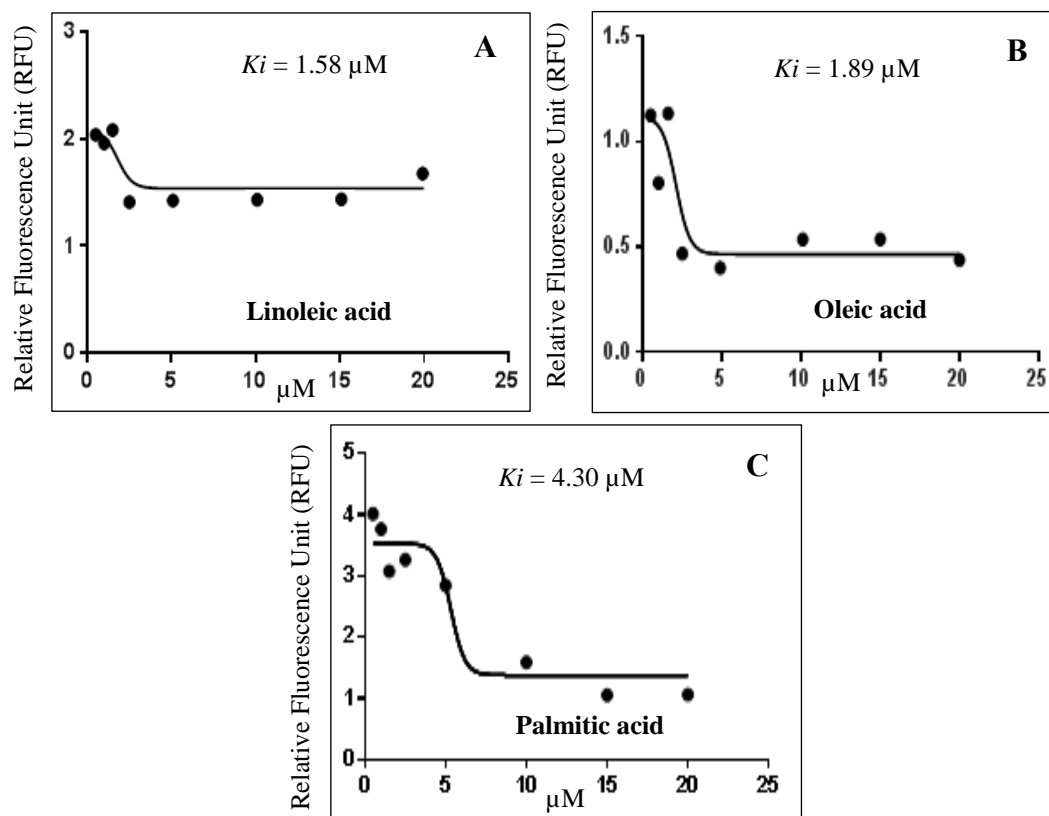 Relative Fluorescence Unit (RFU)
A
Ki = 1.58 µM
3
2
1
0
Linoleic acid
0 5 10 15 20 25
µM
Relative Fluorescence Unit (RFU)
B
Ki = 1.89 µM
1.5
1.0
0.5
0.0
Oleic acid
0 5 10 15 20 25
µM
Relative Fluorescence Unit (RFU)
C
Ki = 4.30 µM
5
4
3
2
1
0
Palmitic acid
0 5 10 15 20 25
µM